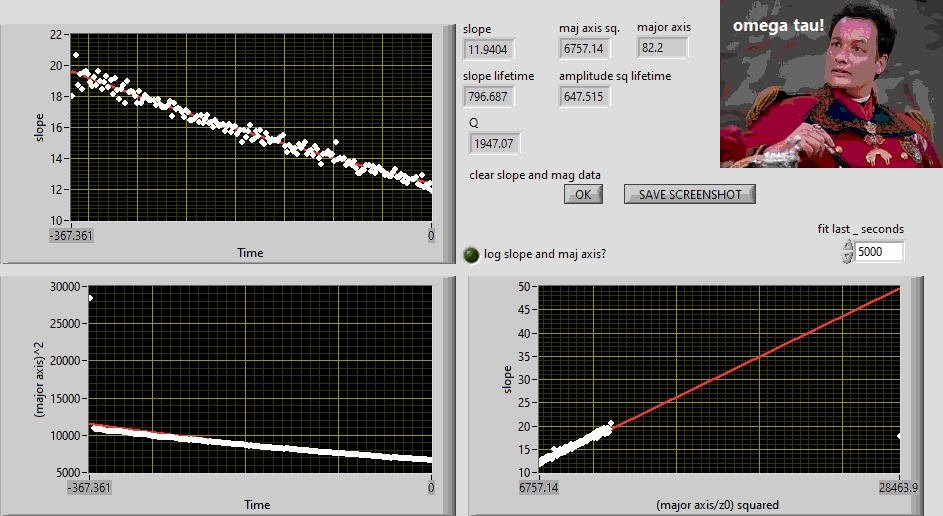 omega tau!
slope
maj axis sq.
major axis
11.9404
6757.14
82.2
slope lifetime
amplitude sq lifetime
796.687
647.515
Q
1947.07
clear slope and mag data
OK
SAVE SCREENSHOT
fit last _ seconds
5000
log slope and maj axis?
22
20
18
16
14
12
10
slope
-367.361
0
Time
30000
25000
20000
15000
10000
5000
(major axis)^2
-367.361
0
Time
50
45
40
35
30
25
20
15
10
slope
6757.14
28463.9
(major axis/z0) squared